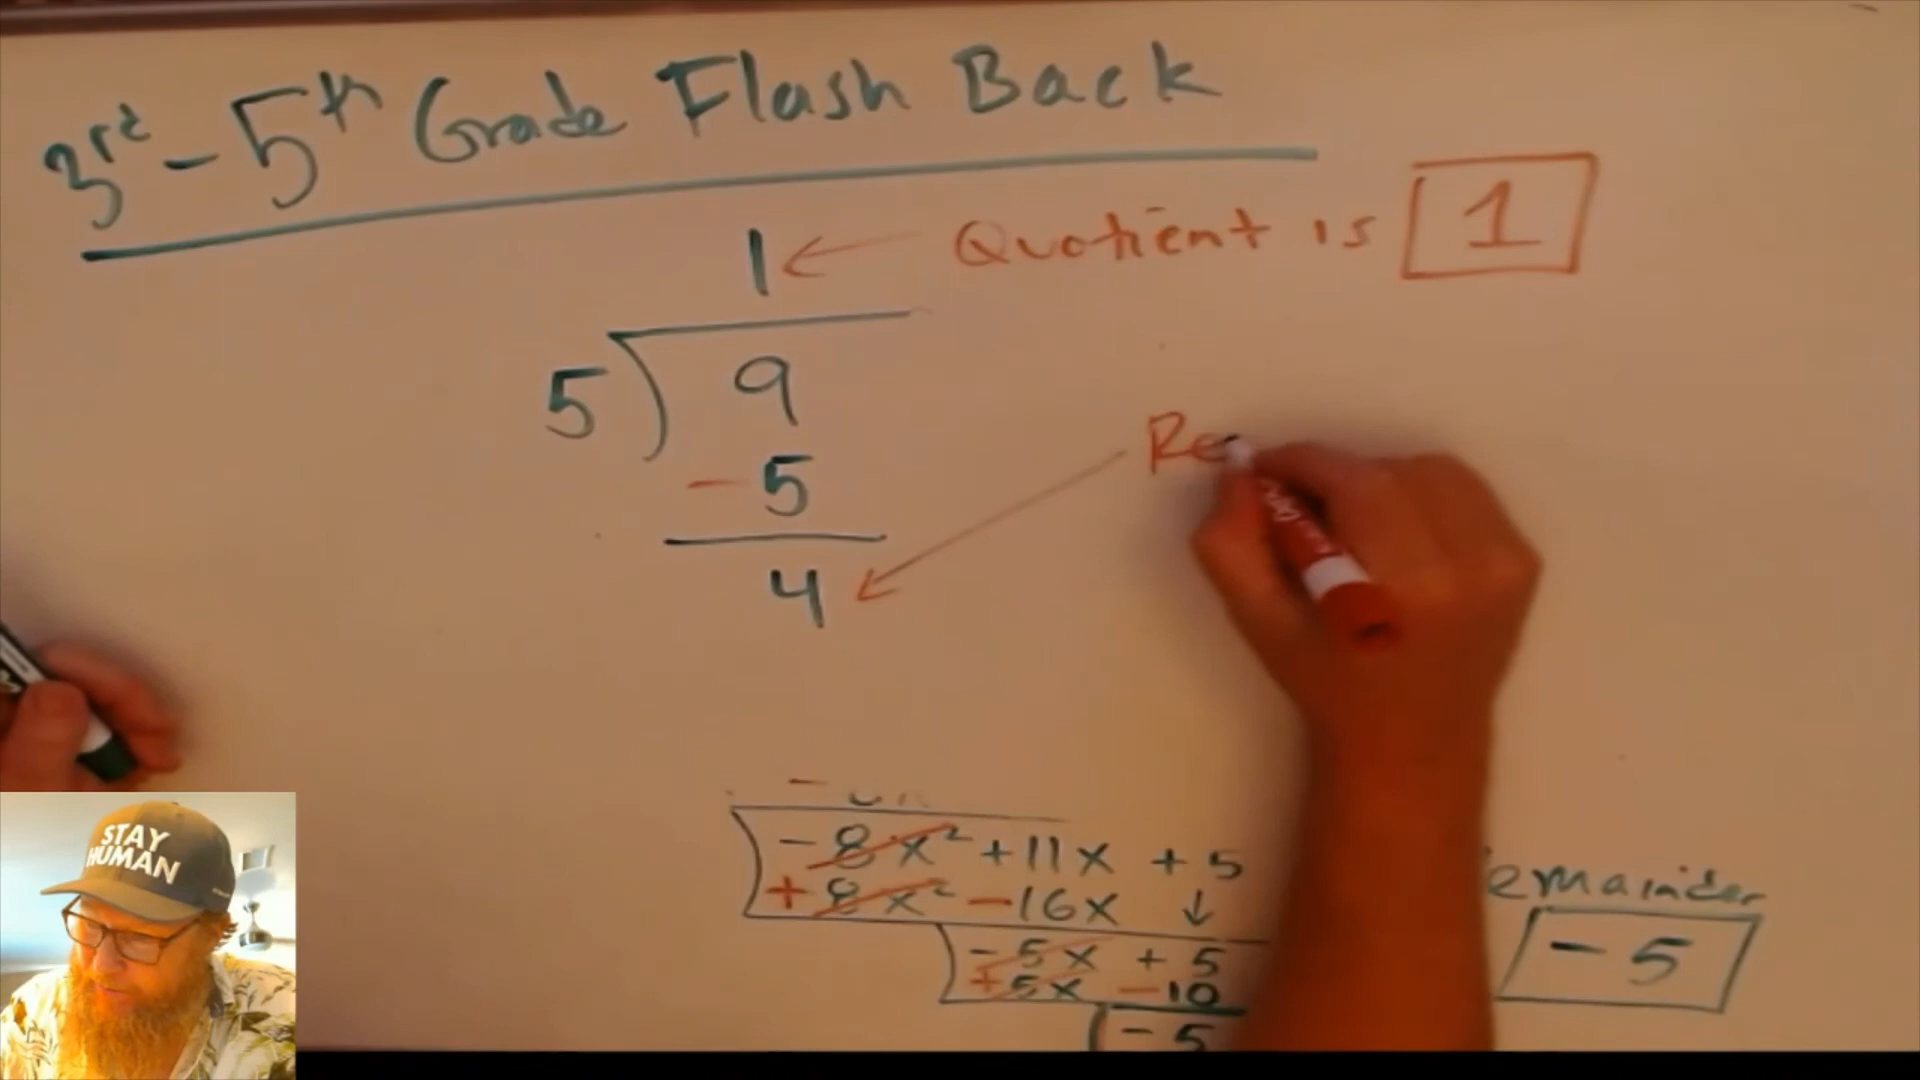 3rd - 5th Grade Flash Back
1 ← Quotient is 1
5 9
- 5
4
Re
- 8x² + 11x + 5
+ 8x² - 16x ↓
- 5x + 5
+ 5x - 10
- 5
emainder
- 5
STAY
HUMAN